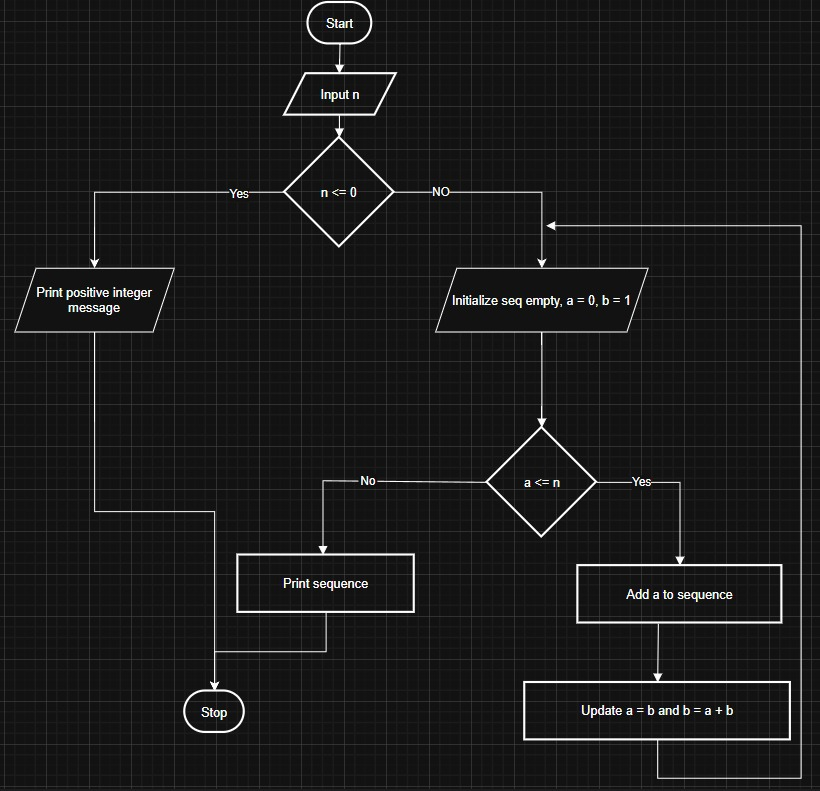 Start
Input n
n <= 0
Yes
NO
Print positive integer
message
Initialize seq empty, a = 0, b = 1
a <= n
No
Yes
Print sequence
Add a to sequence
Update a = b and b = a + b
Stop